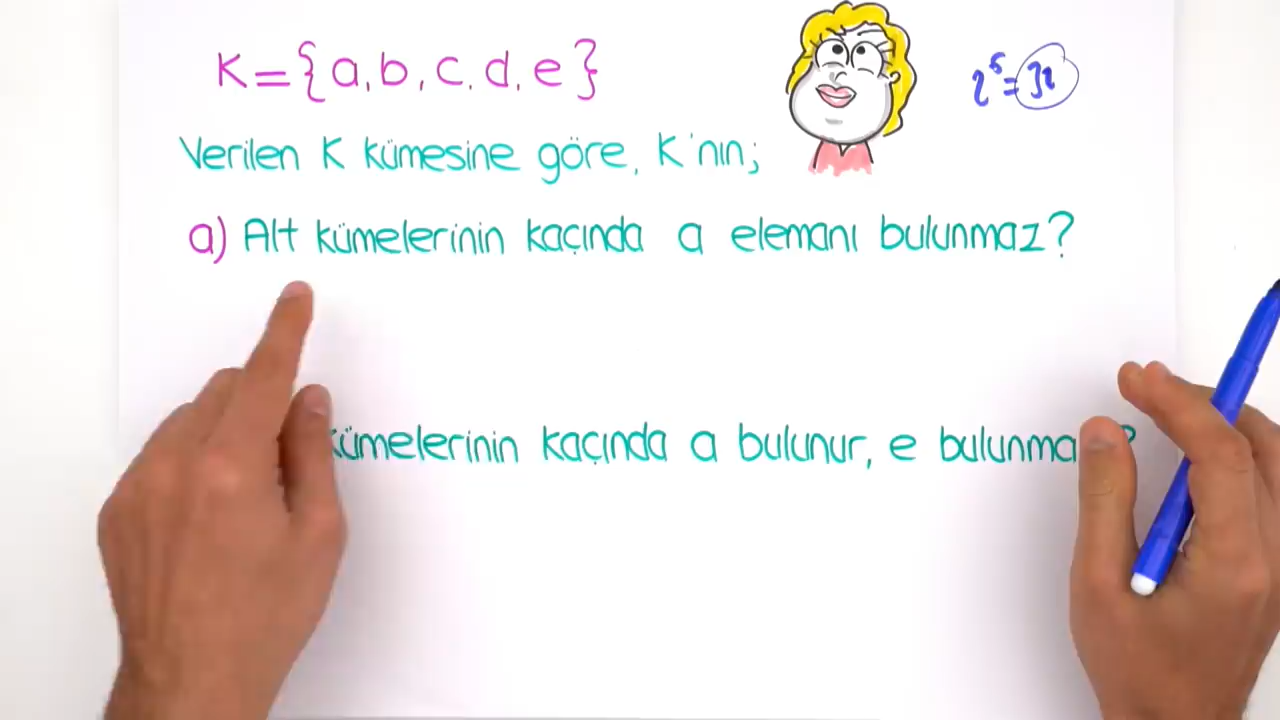 K={a,b,c,d,e}
2⁵=32
Verilen K kümesine göre, K'nın;
a) Alt kümelerinin kaçında a elemanı bulunmaz?
kümelerinin kaçında a bulunur, e bulunma ?